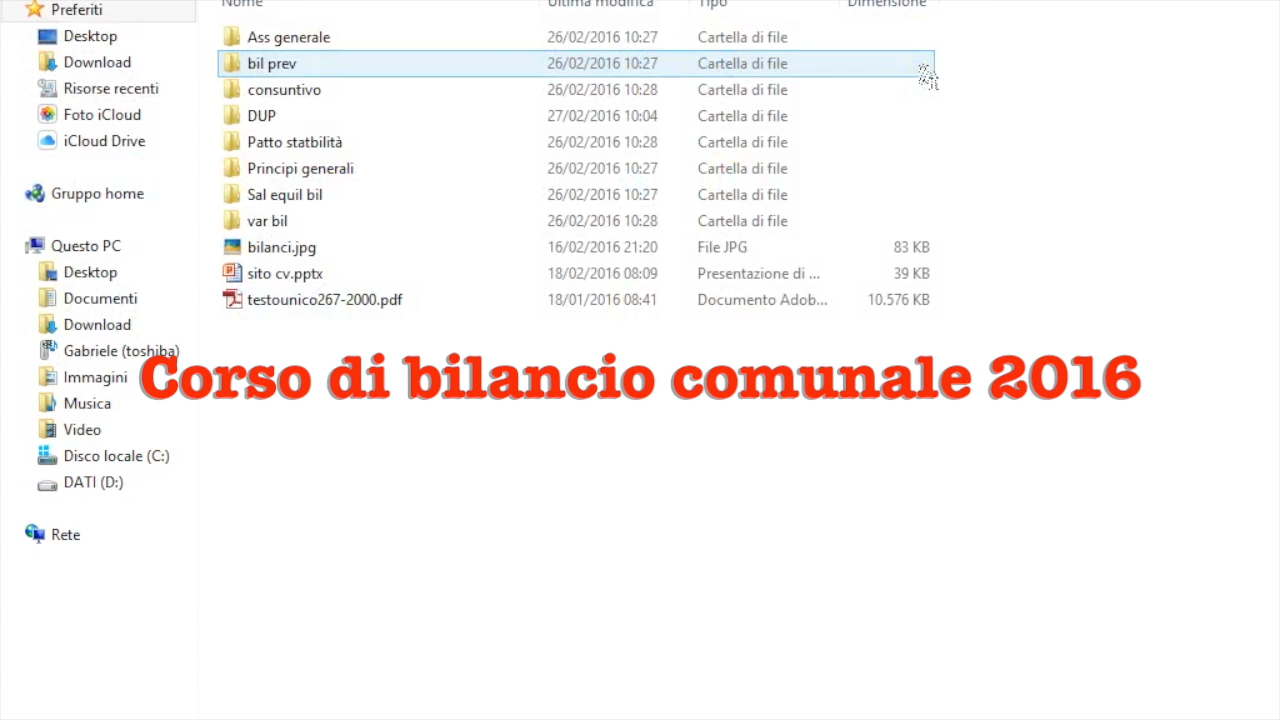 Preferiti
Desktop
Download
Risorse recenti
Foto iCloud
iCloud Drive
Gruppo home
Questo PC
Desktop
Documenti
Download
Gabriele (toshiba)
Immagini
Musica
Video
Disco locale (C:)
DATI (D:)
Rete
Nome Ultima modifica Tipo Dimensione
Ass generale 26/02/2016 10:27 Cartella di file
bil prev 26/02/2016 10:27 Cartella di file
consuntivo 26/02/2016 10:28 Cartella di file
DUP 27/02/2016 10:04 Cartella di file
Patto statbilità 26/02/2016 10:28 Cartella di file
Principi generali 26/02/2016 10:27 Cartella di file
Sal equil bil 26/02/2016 10:27 Cartella di file
var bil 26/02/2016 10:28 Cartella di file
bilanci.jpg 16/02/2016 21:20 File JPG 83 KB
sito cv.pptx 18/02/2016 08:09 Presentazione di ... 39 KB
testounico267-2000.pdf 18/01/2016 08:41 Documento Adob... 10.576 KB
Corso di bilancio comunale 2016